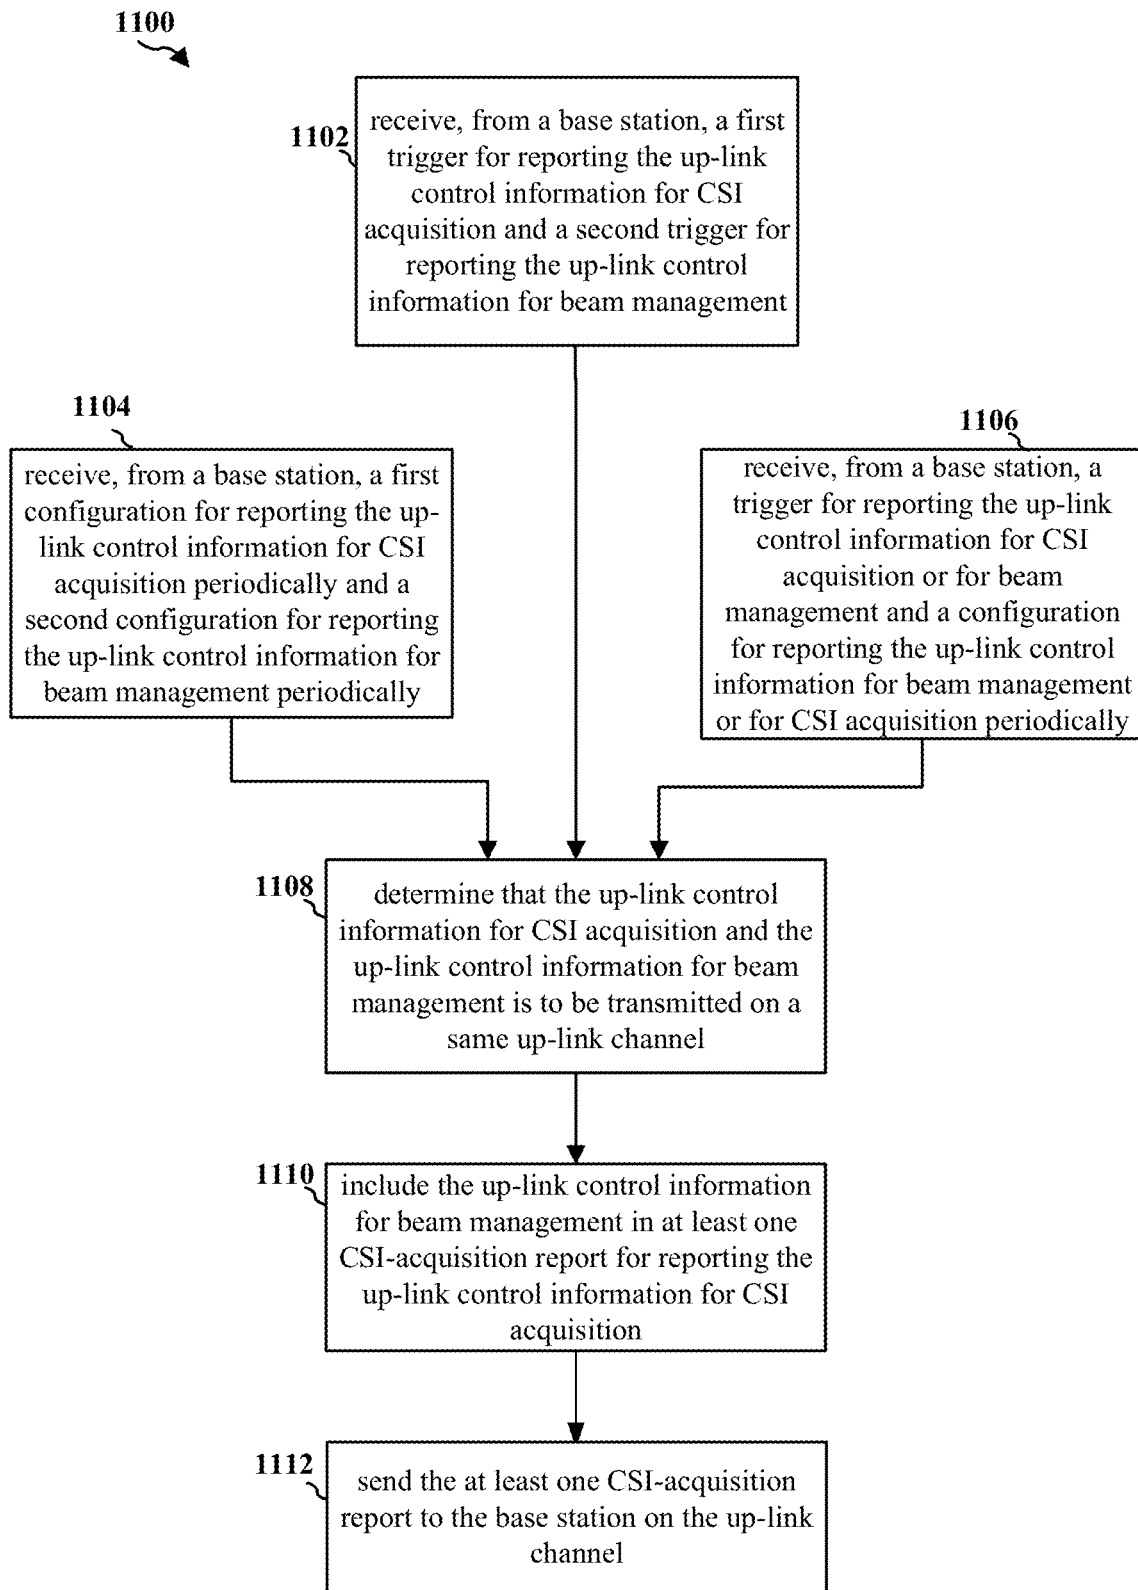 1100
1102
receive, from a base station, a first
trigger for reporting the up-link
control information for CSI
acquisition and a second trigger for
reporting the up-link control
information for beam management
1104
receive, from a base station, a first
configuration for reporting the up-
link control information for CSI
acquisition periodically and a
second configuration for reporting
the up-link control information for
beam management periodically
1106
receive, from a base station, a
trigger for reporting the up-link
control information for CSI
acquisition or for beam
management and a configuration
for reporting the up-link control
information for beam management
or for CSI acquisition periodically
1108
determine that the up-link control
information for CSI acquisition and the
up-link control information for beam
management is to be transmitted on a
same up-link channel
1110
include the up-link control information
for beam management in at least one
CSI-acquisition report for reporting the
up-link control information for CSI
acquisition
1112
send the at least one CSI-acquisition
report to the base station on the up-link
channel